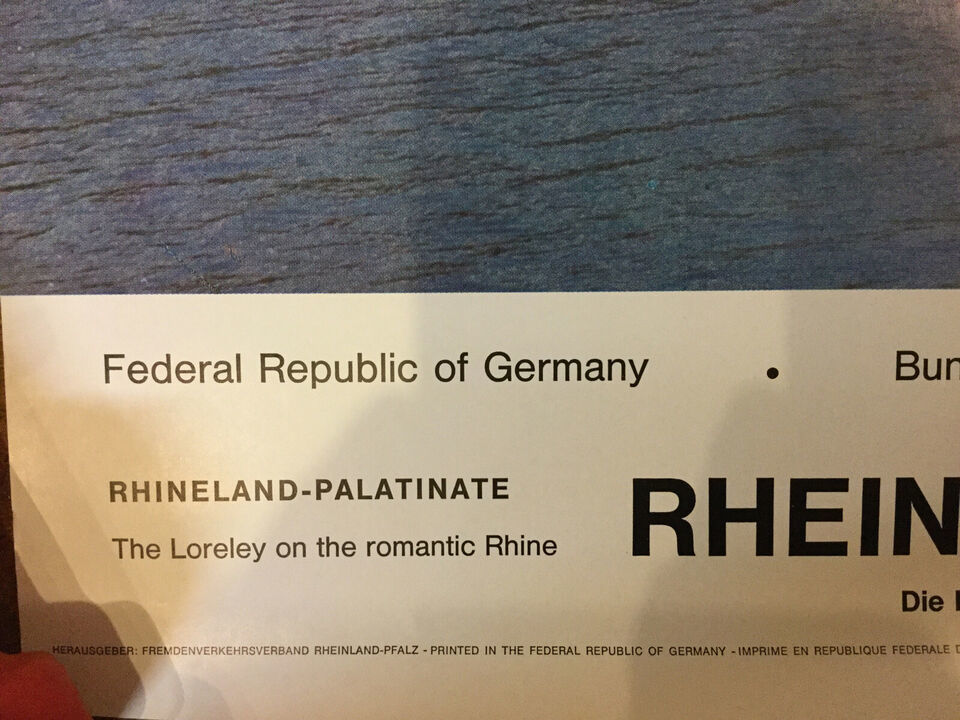 Federal Republic of Germany • Bun
RHINELAND-PALATINATE
RHEIN
The Loreley on the romantic Rhine
Die
HERAUSGEBER: FREMDENVERKEHRSVERBAND RHEINLAND-PFALZ - PRINTED IN THE FEDERAL REPUBLIC OF GERMANY - IMPRIME EN REPUBLIQUE FEDERALE D